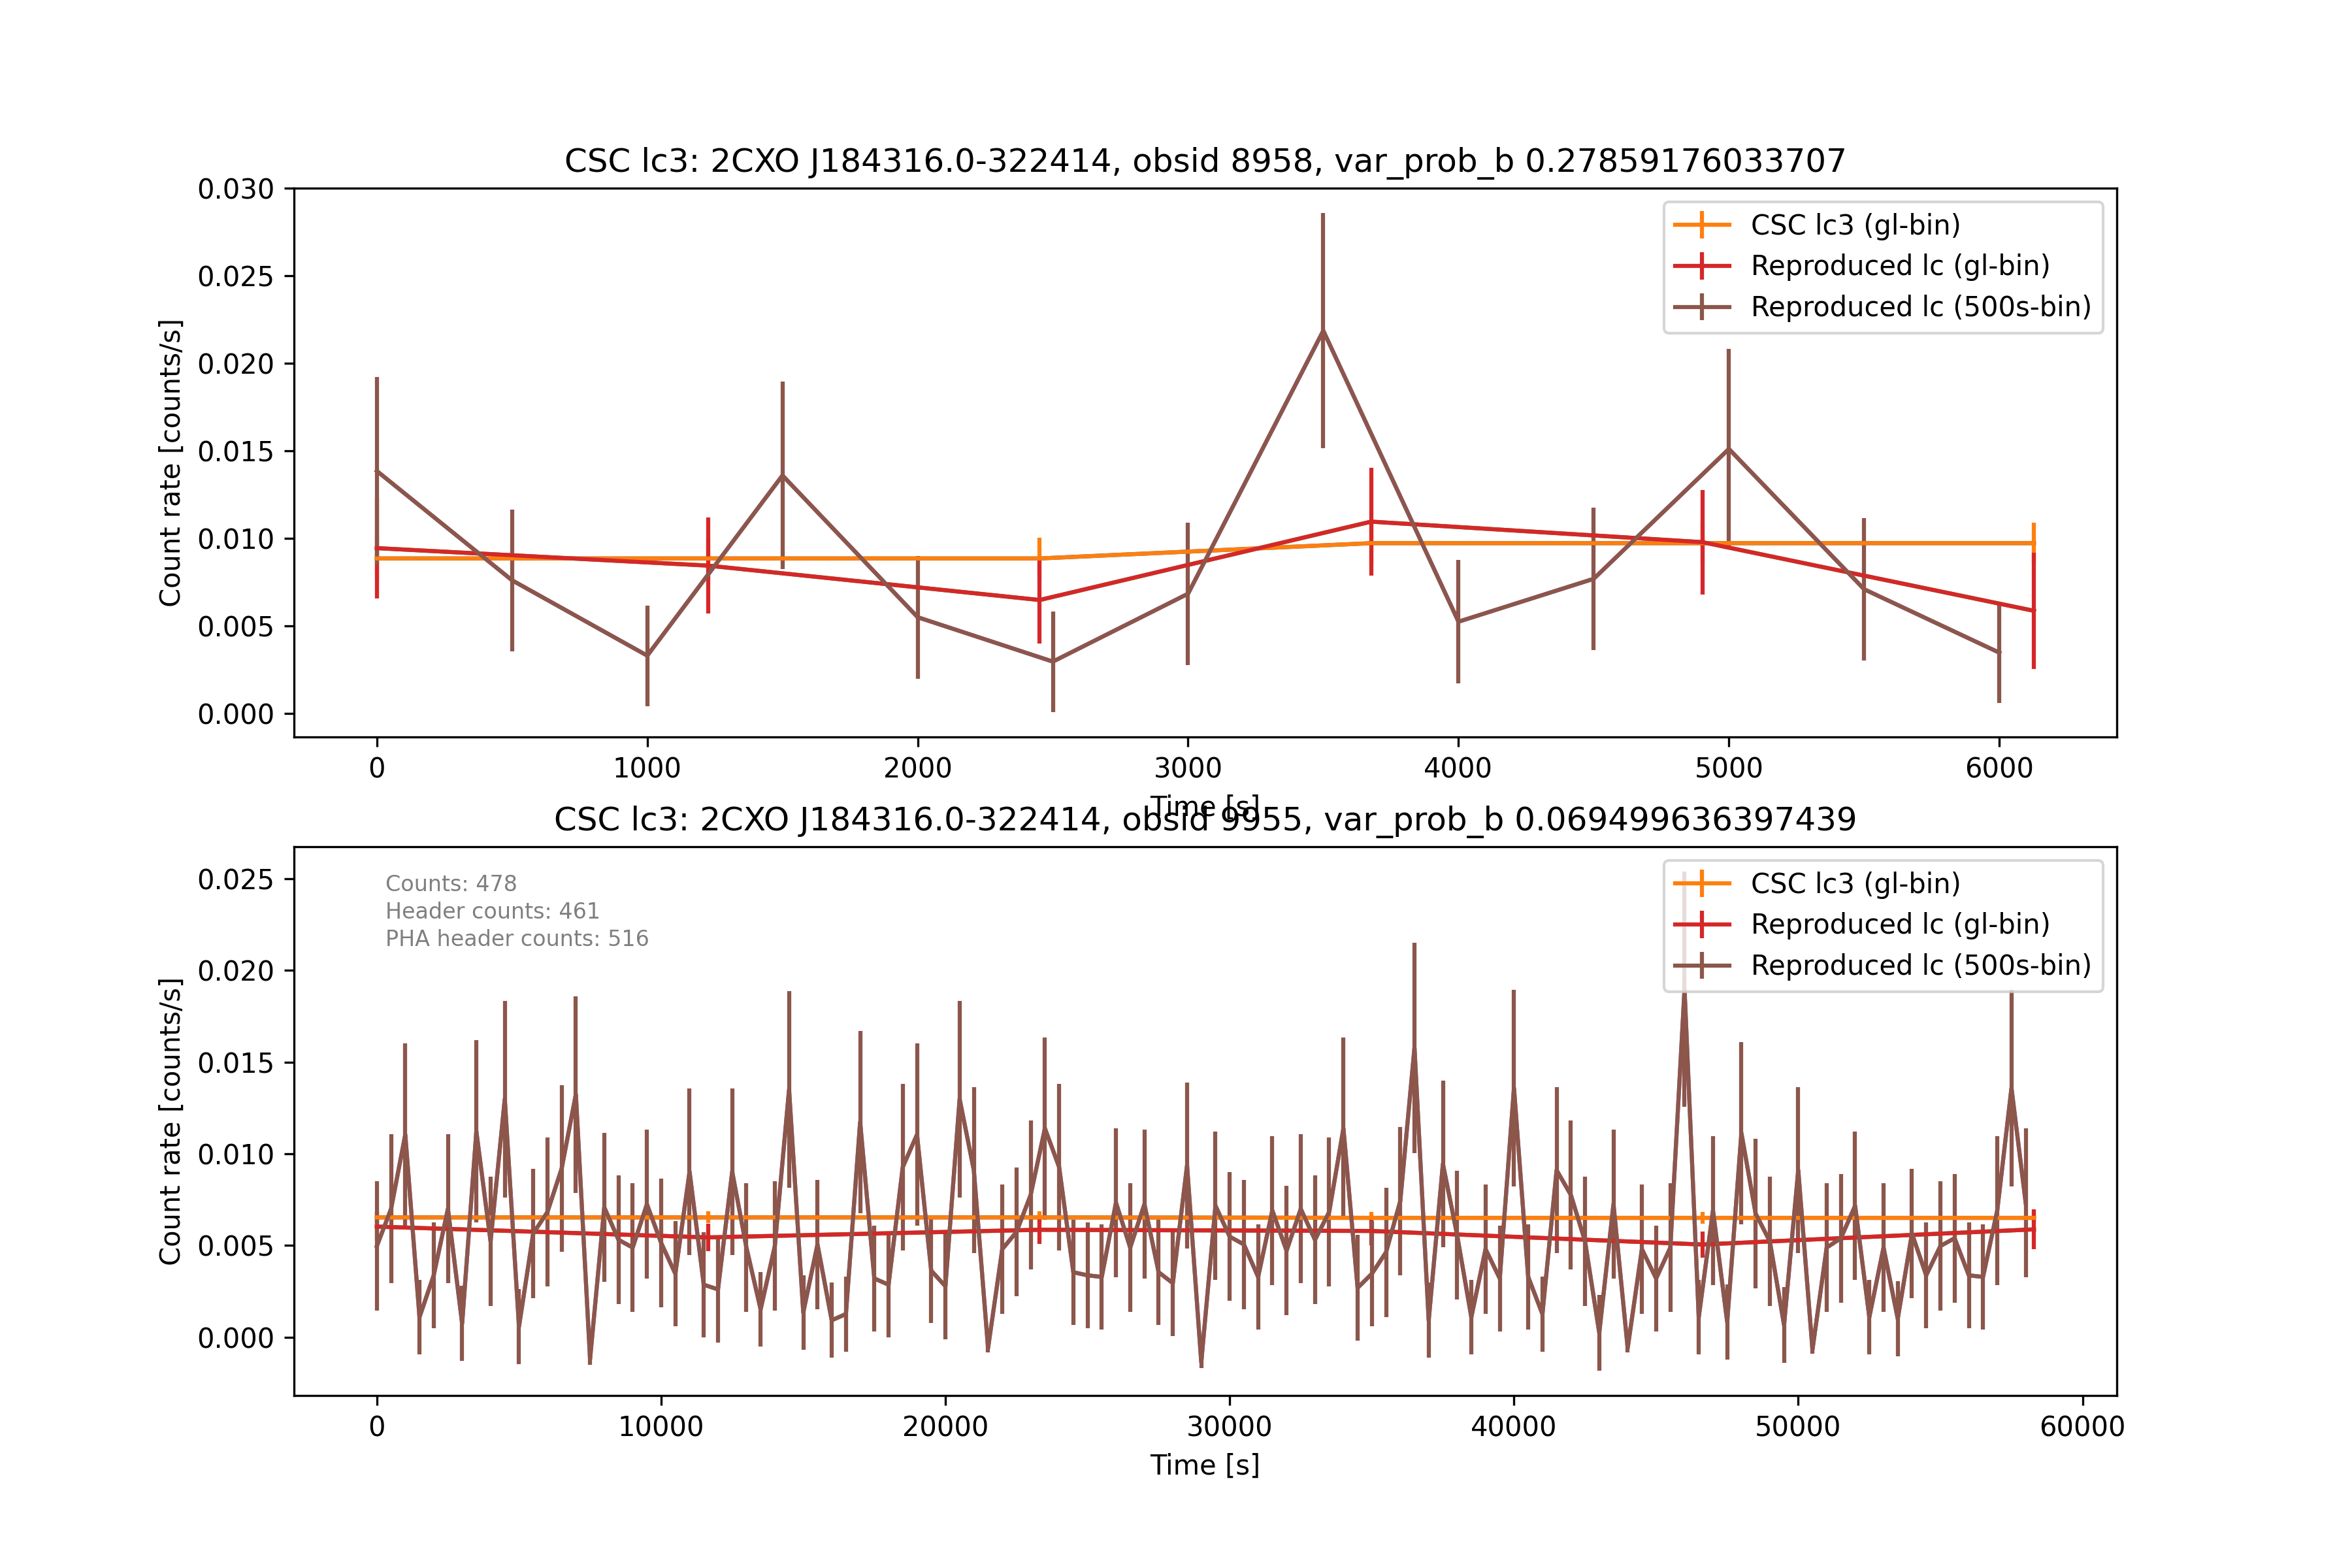 CSC lc3: 2CXO J184316.0-322414, obsid 8958, var_prob_b 0.27859176033707
0.030
0.025
0.020
0.015
0.010
0.005
0.000
Count rate [counts/s]
CSC lc3 (gl-bin)
Reproduced lc (gl-bin)
Reproduced lc (500s-bin)
0 1000 2000 3000 4000 5000 6000
Time [s]
CSC lc3: 2CXO J184316.0-322414, obsid 9955, var_prob_b 0.069499636397439
0.025
0.020
0.015
0.010
0.005
0.000
Count rate [counts/s]
Counts: 478
Header counts: 461
PHA header counts: 516
CSC lc3 (gl-bin)
Reproduced lc (gl-bin)
Reproduced lc (500s-bin)
0 10000 20000 30000 40000 50000 60000
Time [s]